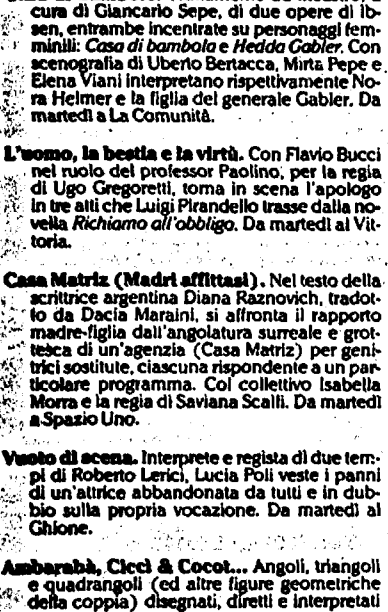 cura di Giancarlo Sepe, di due opere di Ib-
sen, entrambe incentrate su personaggi fem-
minili: Casa di bambola e Hedda Gabler. Con
scenografia di Uberto Bertacca, Mirta Pepe e
Elena Viani interpretano rispettivamente No-
ra Helmer e la figlia del generale Gabler. Da
martedì a La Comunità.
L'uomo, la bestia e la virtù. Con Flavio Bucci
nel ruolo del professor Paolino, per la regia
di Ugo Gregoretti, torna in scena l'apologo
in tre atti che Luigi Pirandello trasse dalla no-
vella Richiamo all'obbligo. Da martedì al Vit-
toria.
Casa Matriz (Madri affittasi). Nel testo della
scrittrice argentina Diana Raznovich, tradot-
to da Dacia Maraini, si affronta il rapporto
madre-figlia dall'angolatura surreale e grot-
tesca di un'agenzia (Casa Matriz) per geni-
trici sostitute, ciascuna rispondente a un par-
ticolare programma. Col collettivo Isabella
Morra e la regia di Saviana Scalfi. Da martedì
a Spazio Uno.
Vuoto di scena. Interprete e regista di due tem-
pi di Roberto Lerici, Lucia Poli veste i panni
di un'attrice abbandonata da tutti e in dub-
bio sulla propria vocazione. Da martedì al
Ghione.
Ambarabà, Cicci & Cocot... Angoli, triangoli
e quadrangoli (ed altre figure geometriche
della coppia) disegnati, diretti e interpretati